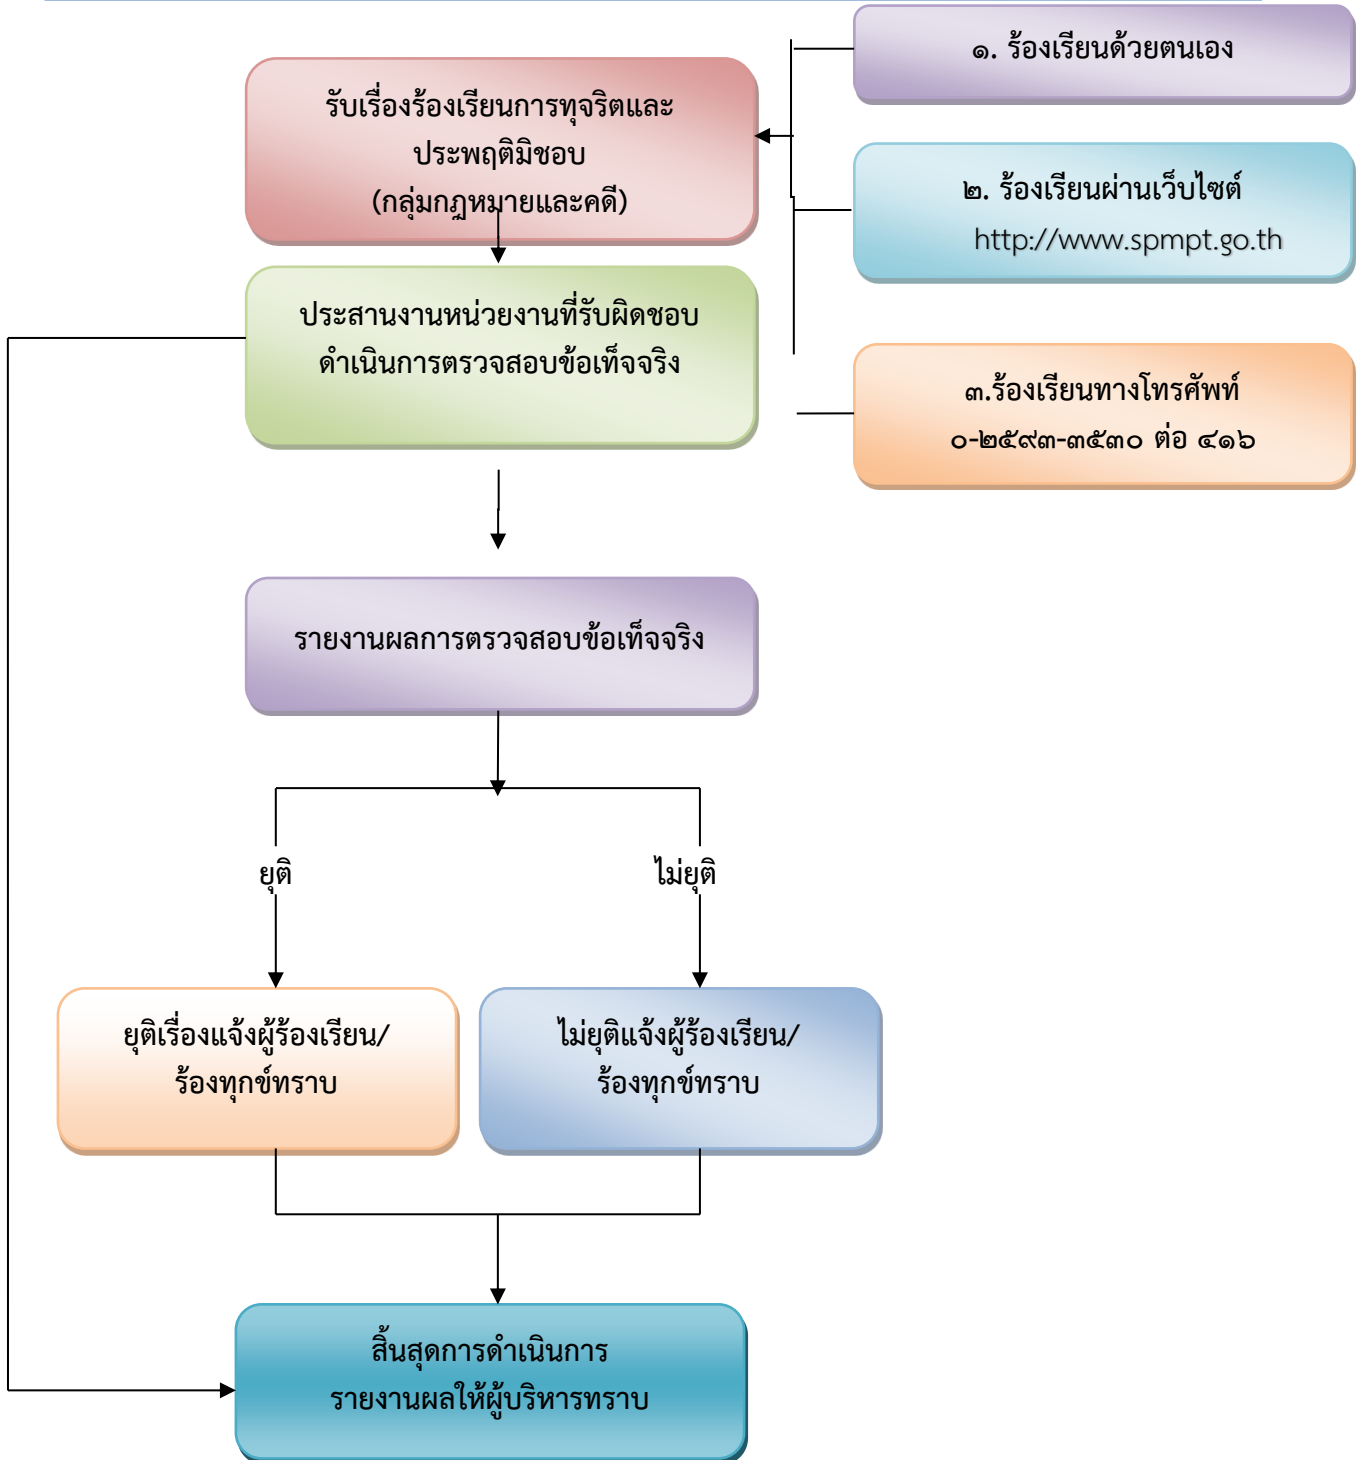 ๑. ร้องเรียนด้วยตนเอง
รับเรื่องร้องเรียนการทุจริตและ
ประพฤติมิชอบ
(กลุ่มกฎหมายและคดี)
๒. ร้องเรียนผ่านเว็บไซต์
http://www.spmpt.go.th
ประสานงานหน่วยงานที่รับผิดชอบ
ดำเนินการตรวจสอบข้อเท็จจริง
๓.ร้องเรียนทางโทรศัพท์
๐-๒๕๙๓-๓๕๓๐ ต่อ ๔๑๖
รายงานผลการตรวจสอบข้อเท็จจริง
ยุติ
ไม่ยุติ
ยุติเรื่องแจ้งผู้ร้องเรียน/
ร้องทุกข์ทราบ
ไม่ยุติแจ้งผู้ร้องเรียน/
ร้องทุกข์ทราบ
สิ้นสุดการดำเนินการ
รายงานผลให้ผู้บริหารทราบ